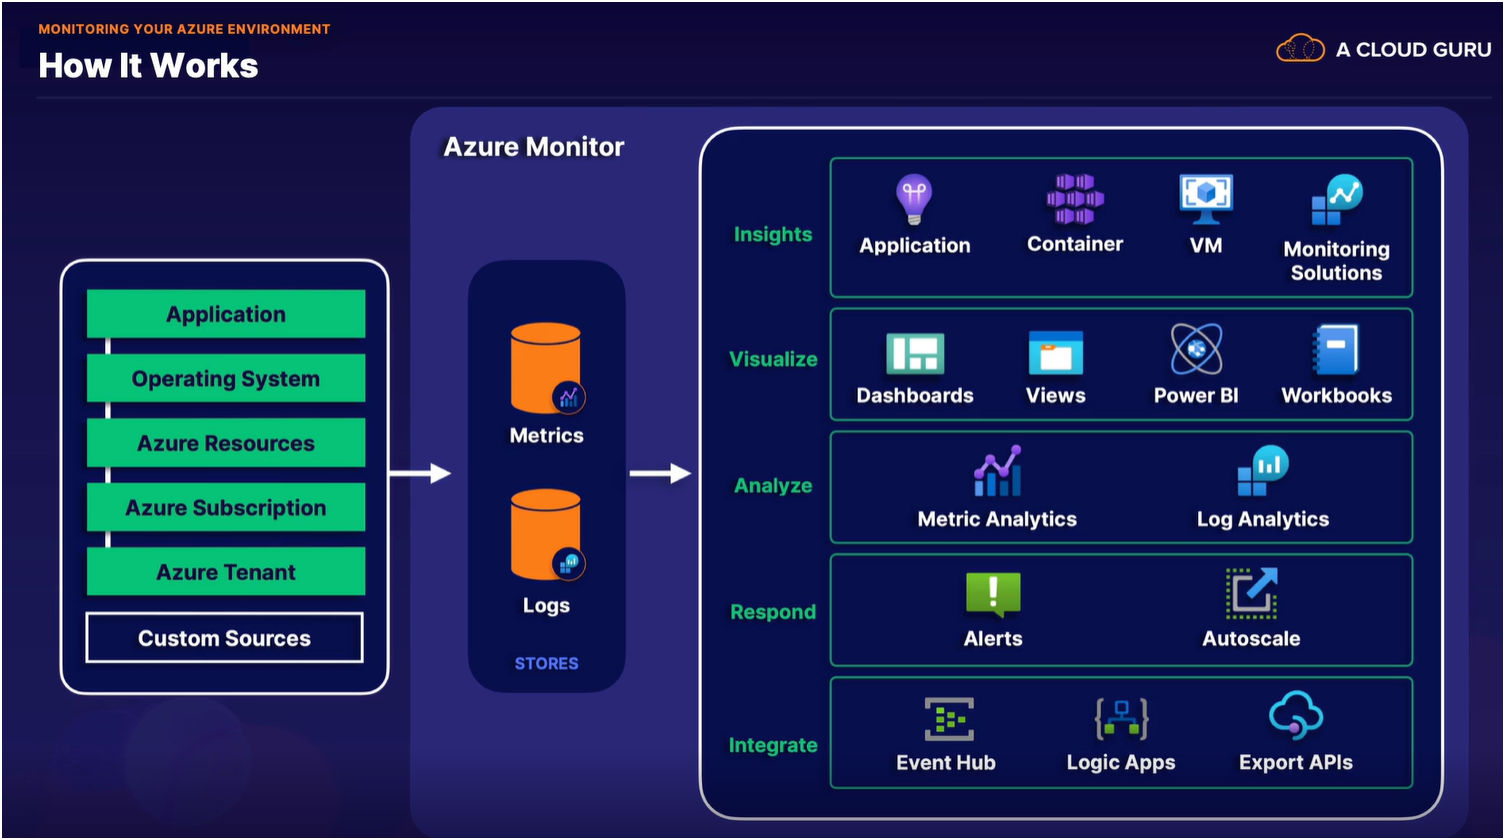 MONITORING YOUR AZURE ENVIRONMENT
How It Works
A CLOUD GURU
Application
Operating System
Azure Resources
Azure Subscription
Azure Tenant
Custom Sources
Azure Monitor
Metrics
Logs
STORES
Insights
Application
Container
VM
Monitoring
Solutions
Visualize
Dashboards
Views
Power BI
Workbooks
Analyze
Metric Analytics
Log Analytics
Respond
Alerts
Autoscale
Integrate
Event Hub
Logic Apps
Export APIs